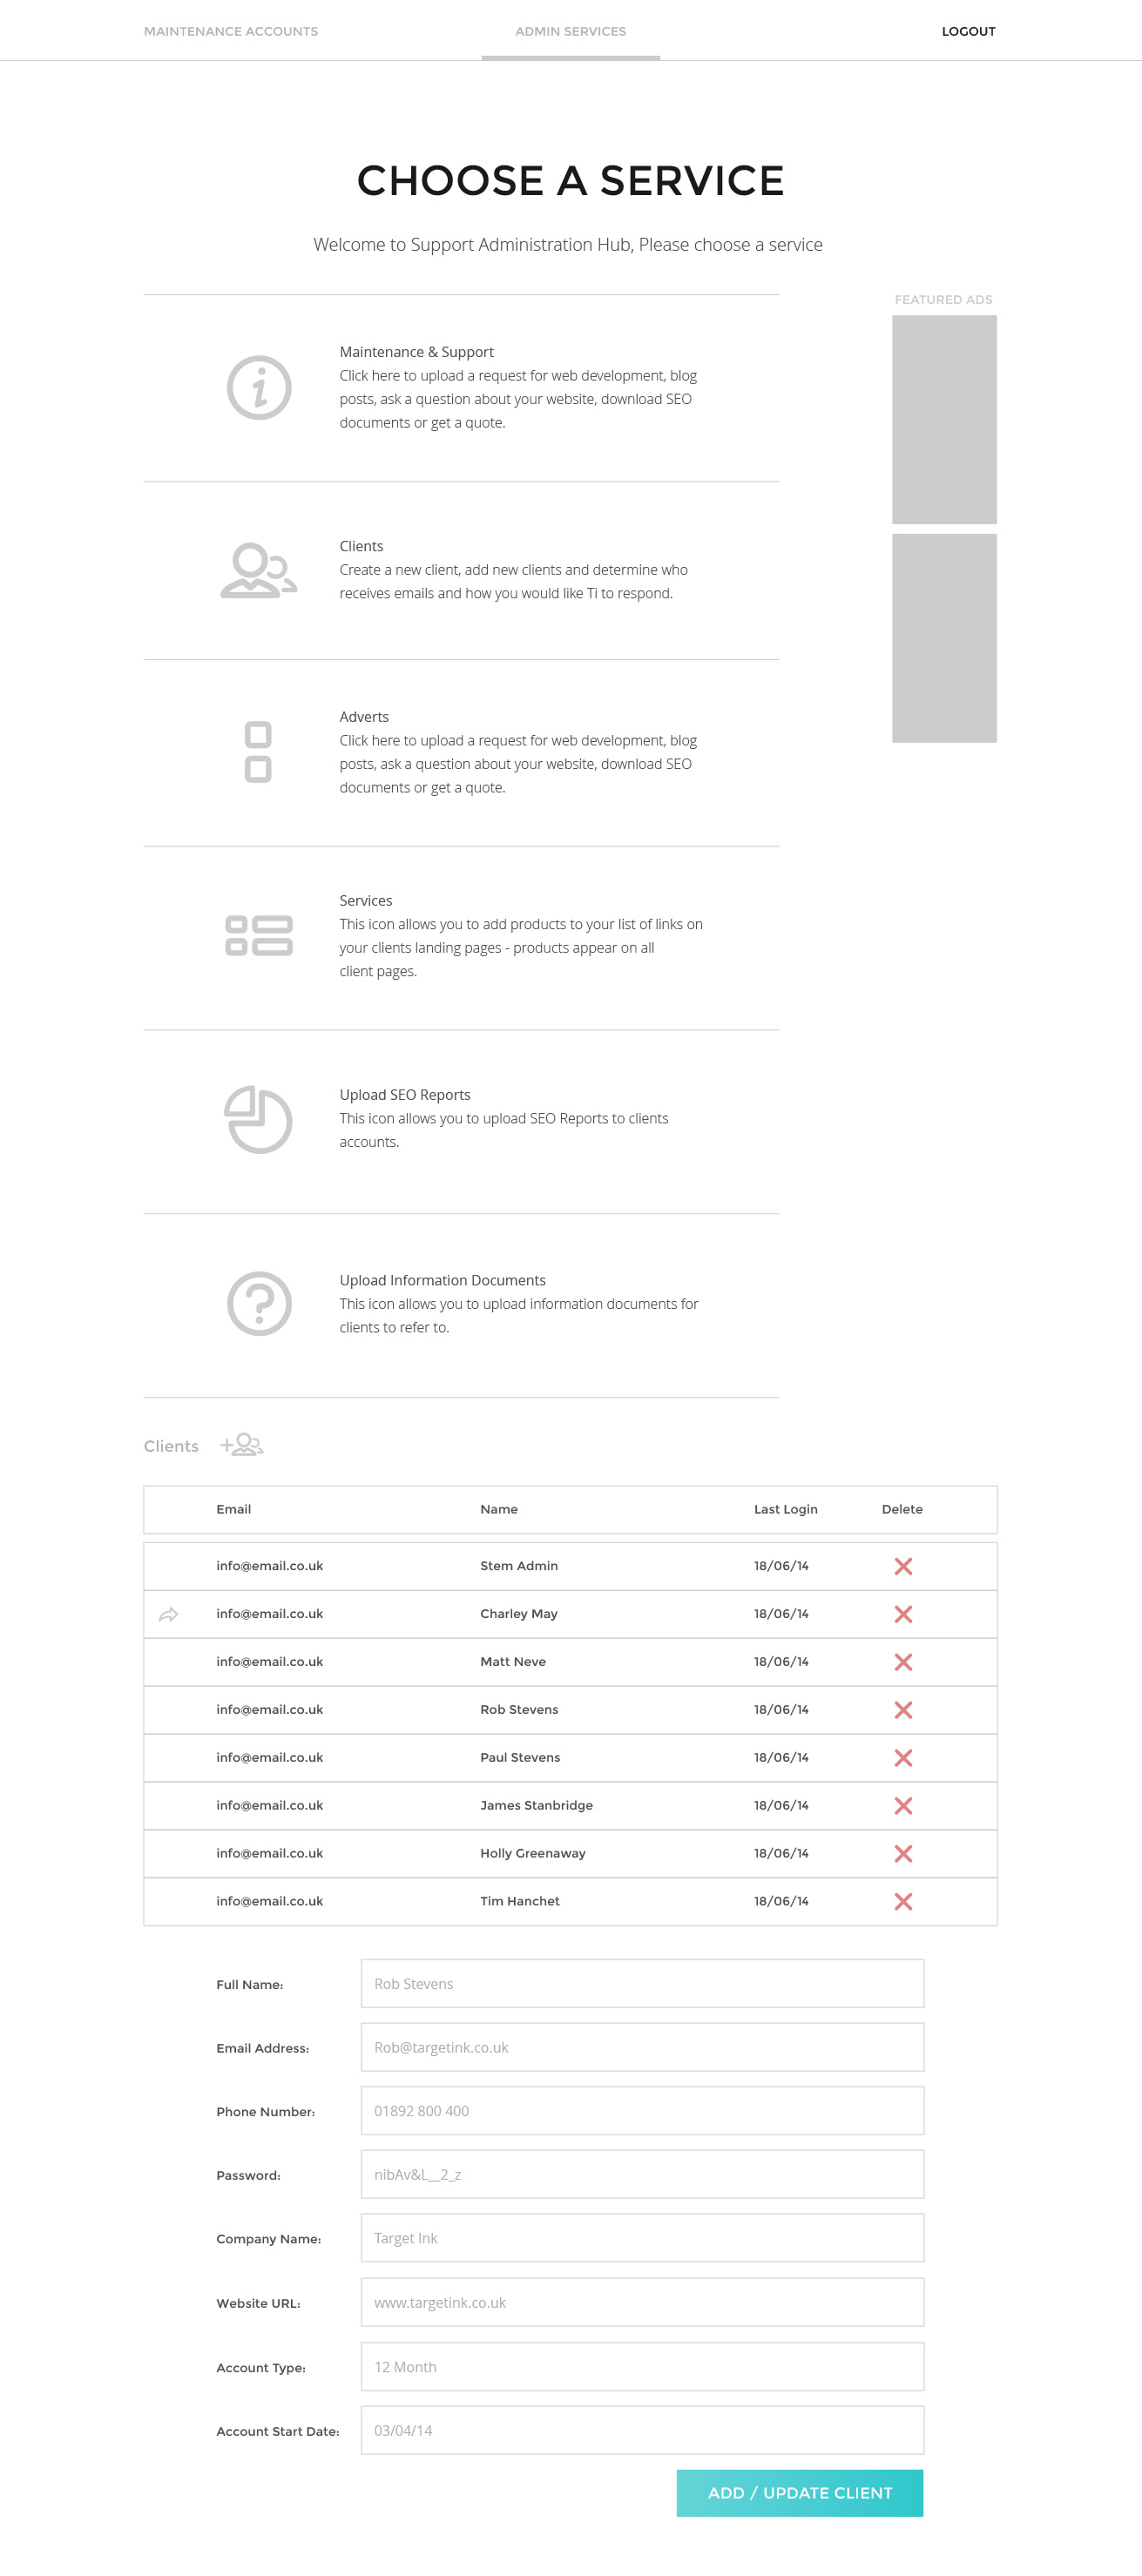 MAINTENANCE ACCOUNTS
ADMIN SERVICES
LOGOUT
CHOOSE A SERVICE
Welcome to Support Administration Hub, Please choose a service
FEATURED ADS
Maintenance & Support
Click here to upload a request for web development, blog
posts, ask a question about your website, download SEO
documents or get a quote.
Clients
Create a new client, add new clients and determine who
receives emails and how you would like Ti to respond.
Adverts
Click here to upload a request for web development, blog
posts, ask a question about your website, download SEO
documents or get a quote.
Services
This icon allows you to add products to your list of links on
your clients landing pages - products appear on all
client pages.
Upload SEO Reports
This icon allows you to upload SEO Reports to clients
accounts.
Upload Information Documents
This icon allows you to upload information documents for
clients to refer to.
Clients
Email Name Last Login Delete
info@email.co.uk Stem Admin 18/06/14
info@email.co.uk Charley May 18/06/14
info@email.co.uk Matt Neve 18/06/14
info@email.co.uk Rob Stevens 18/06/14
info@email.co.uk Paul Stevens 18/06/14
info@email.co.uk James Stanbridge 18/06/14
info@email.co.uk Holly Greenaway 18/06/14
info@email.co.uk Tim Hanchet 18/06/14
Full Name: Rob Stevens
Email Address: Rob@targetink.co.uk
Phone Number: 01892 800 400
Password: nibAv&L__2_z
Company Name: Target Ink
Website URL: www.targetink.co.uk
Account Type: 12 Month
Account Start Date: 03/04/14
ADD / UPDATE CLIENT